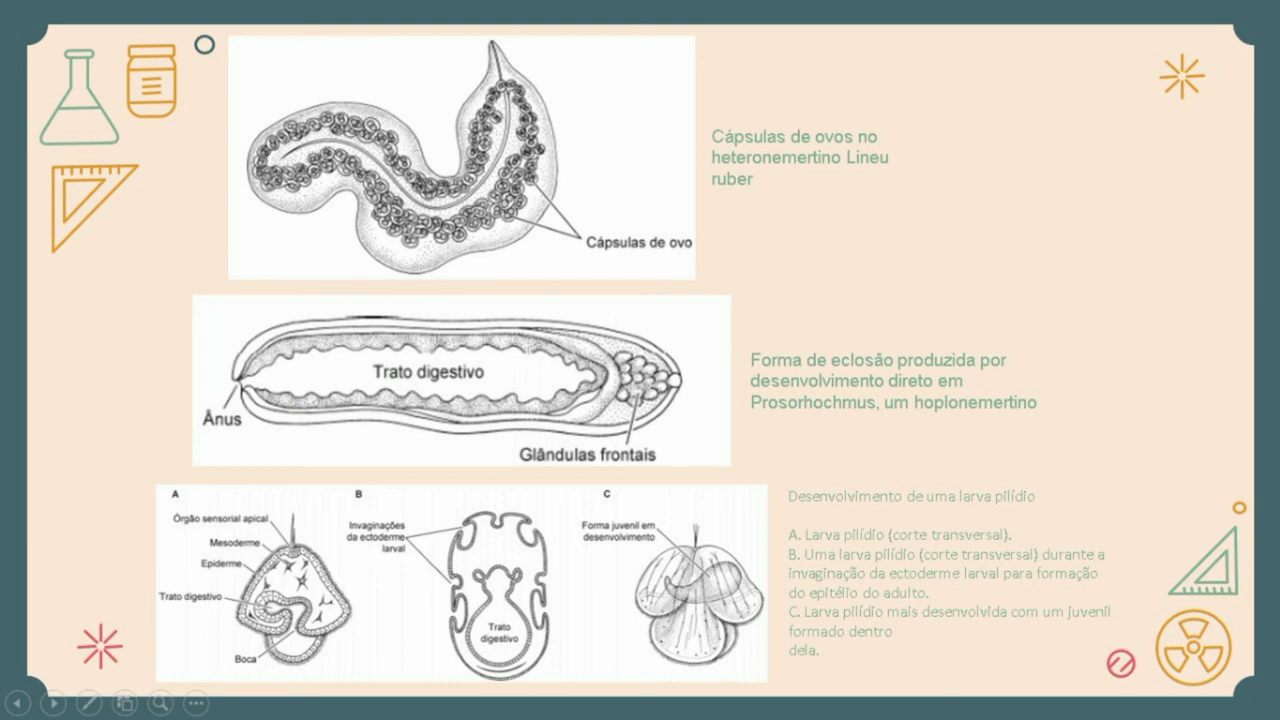 Cápsulas de ovos no
heteronemertino Lineu
ruber
Cápsulas de ovo
Trato digestivo
Ânus
Glândulas frontais
Forma de eclosão produzida por
desenvolvimento direto em
Prosorhochmus, um hoplonemertino
A
Órgão sensorial apical
Mesoderme
Epiderme
Trato digestivo
Boca
B
Invaginações
da ectoderme
larval
Trato
digestivo
C
Forma juvenil em
desenvolvimento
Desenvolvimento de uma larva pilídio
A. Larva pilídio (corte transversal).
B. Uma larva pilídio (corte transversal) durante a
invaginação da ectoderme larval para formação
do epitélio do adulto.
C. Larva pilídio mais desenvolvida com um juvenil
formado dentro
dela.